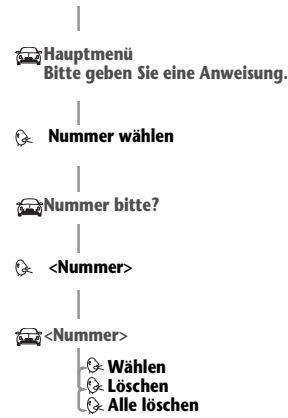 Hauptmenü
Bitte geben Sie eine Anweisung.
Nummer wählen
Nummer bitte?
<Nummer>
<Nummer>
Wählen
Löschen
Alle löschen